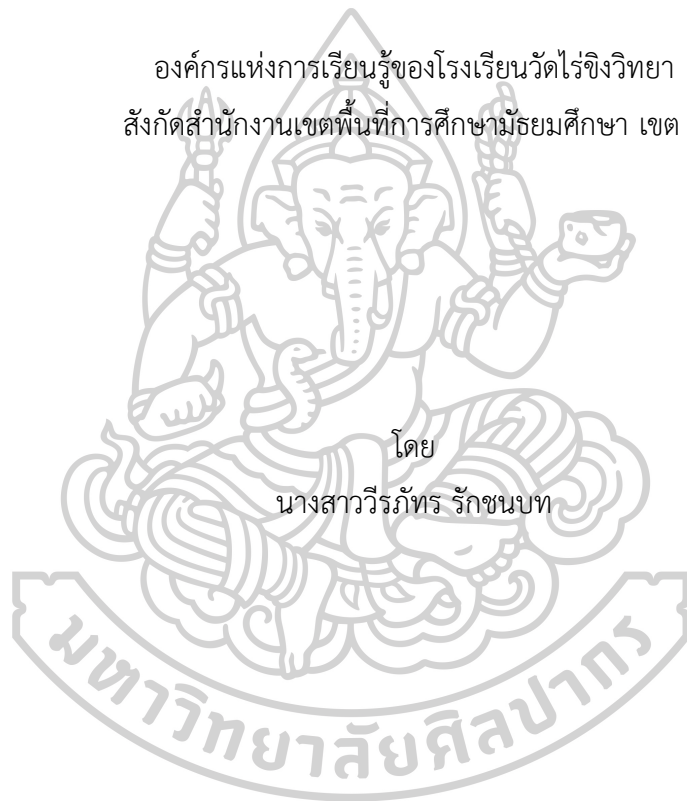 องค์กรแห่งการเรียนรู้ของโรงเรียนวัดไร่ขิงวิทยา
สังกัดสำนักงานเขตพื้นที่การศึกษามัธยมศึกษา เขต
โดย
นางสาววีรภัทร รักชนบท
มหาวิทยาลัยศิลปากร